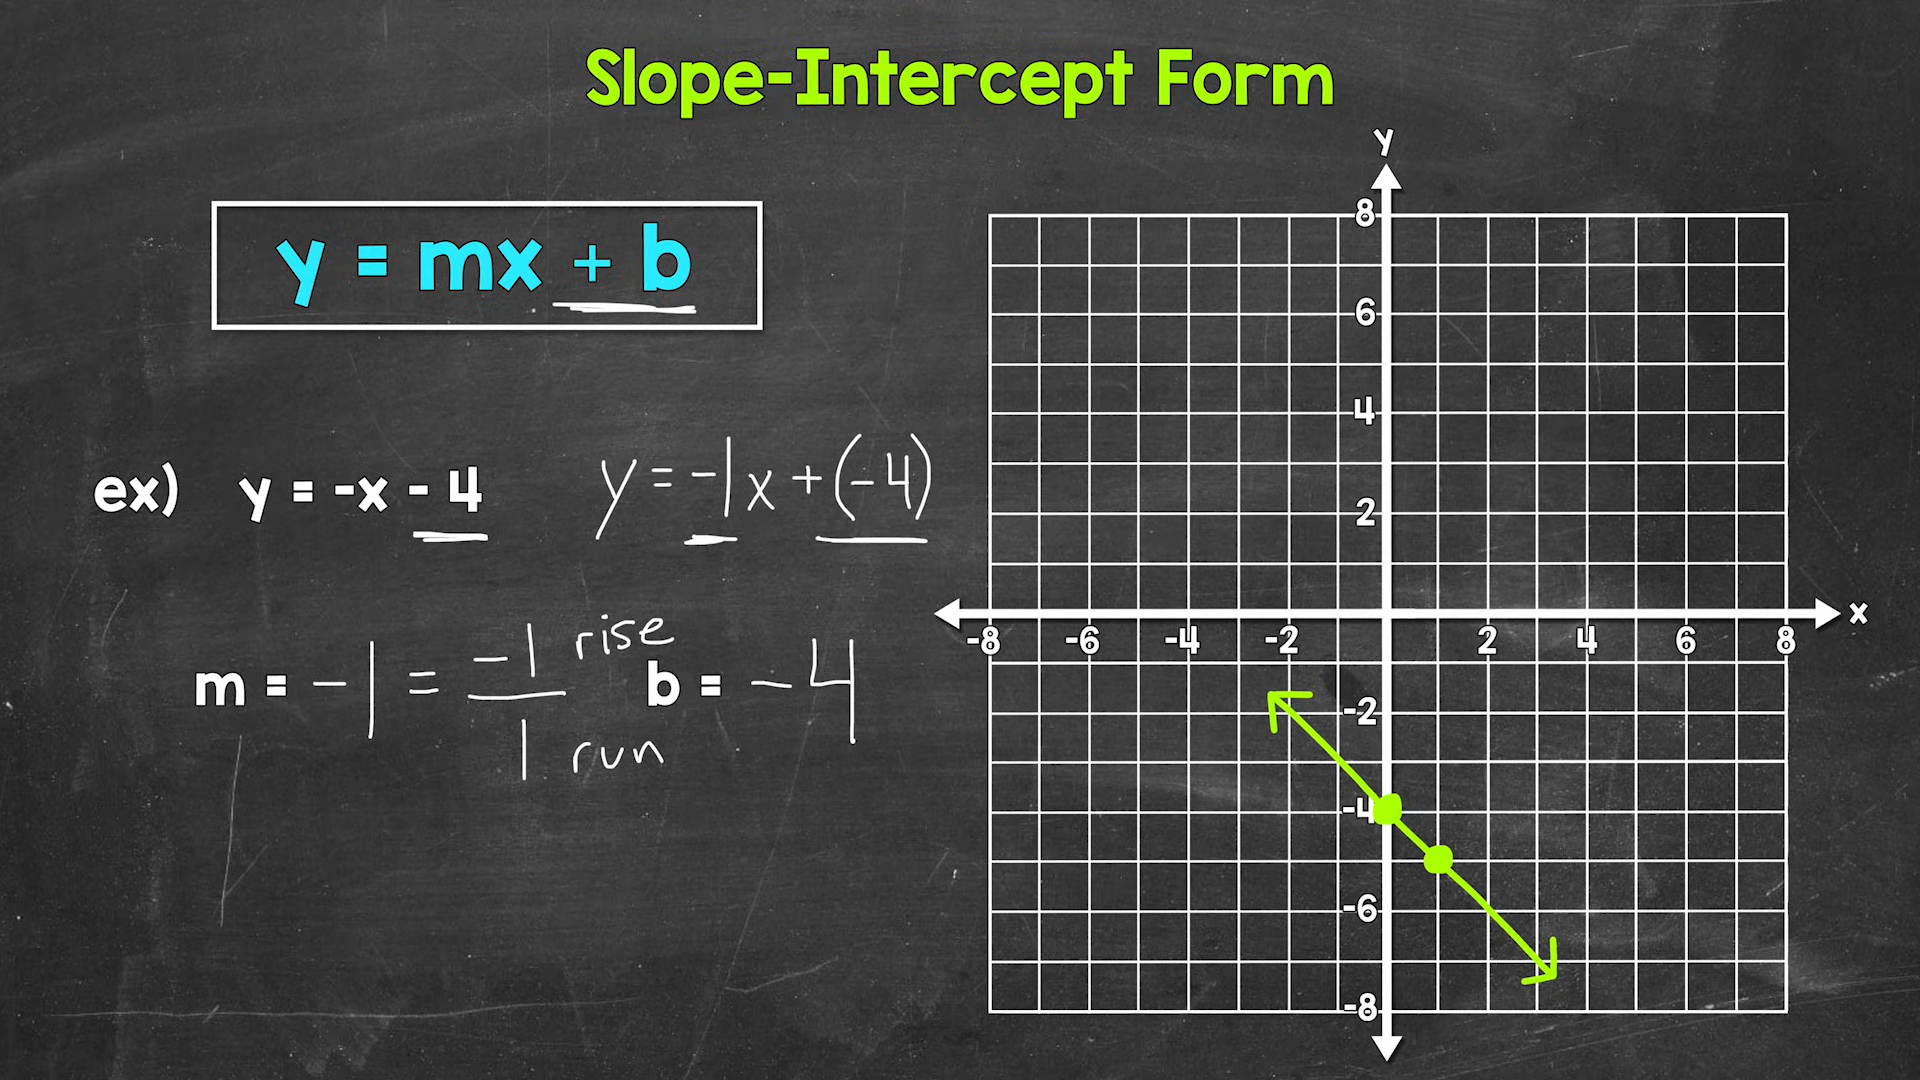 Slope-Intercept Form
y = mx + b
ex) y = -x - 4
y = -1x + (-4)
m = -1 = -1/1 rise run
b = -4
y
8
6
4
2
-8 -6 -4 -2 2 4 6 8 x
-2
-4
-6
-8